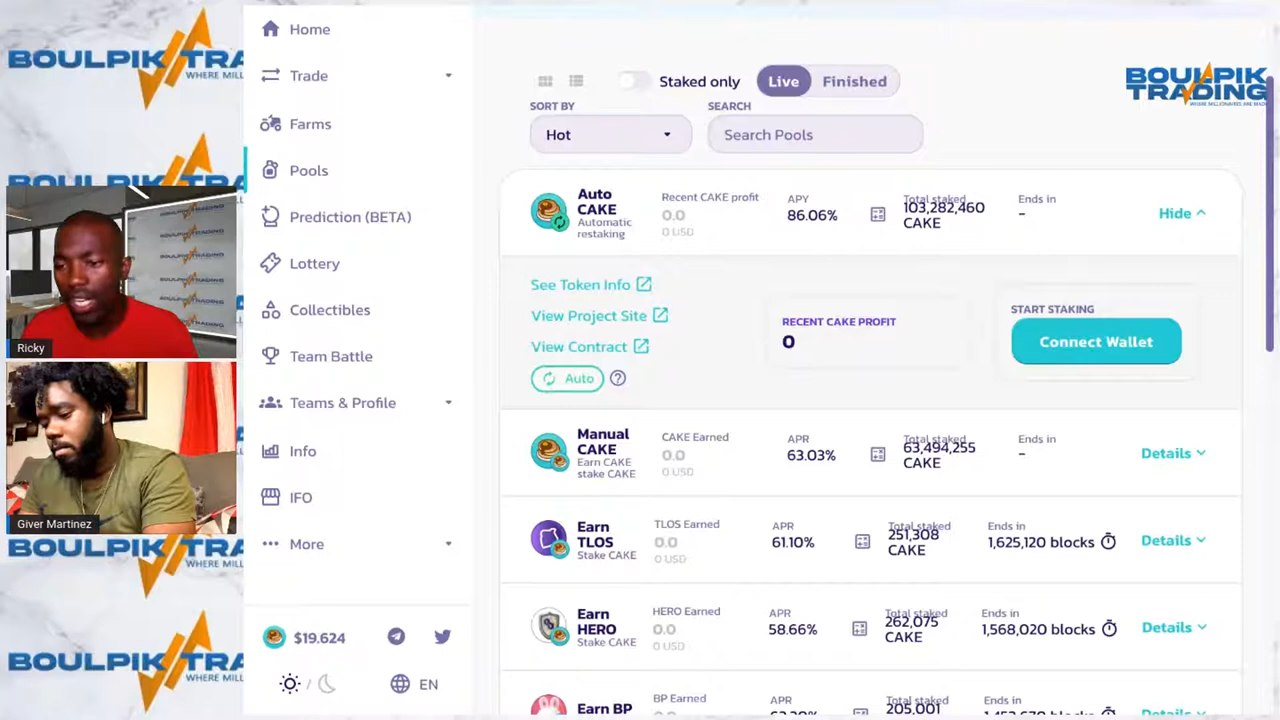 BOULPIK TRA
WHERE MILL
BOULPIK TRA
Ricky
Giver Martinez
BOULPIK TRA
BOULPIK TRA
WHERE MILL
Home
Trade
Farms
Pools
Prediction (BETA)
Lottery
Collectibles
Team Battle
Teams & Profile
Info
IFO
More
$19.624
/
EN
Staked only
Live
Finished
SORT BY
Hot
SEARCH
Search Pools
BOULPIK
TRADING
WHERE MILLIONAIRES ARE MADE
Auto
CAKE
Automatic
restaking
Recent CAKE profit
0.0
0 USD
APY
86.06%
Total staked
103,282,460
CAKE
Ends in
-
Hide
See Token Info
View Project Site
View Contract
Auto
RECENT CAKE PROFIT
0
START STAKING
Connect Wallet
Manual
CAKE
Earn CAKE
stake CAKE
CAKE Earned
0.0
0 USD
APR
63.03%
Total staked
63,494,255
CAKE
Ends in
-
Details
Earn
TLOS
Stake CAKE
TLOS Earned
0.0
0 USD
APR
61.10%
Total staked
251,308
CAKE
Ends in
1,625,120 blocks
Details
Earn
HERO
Stake CAKE
HERO Earned
0.0
0 USD
APR
58.66%
Total staked
262,075
CAKE
Ends in
1,568,020 blocks
Details
Earn BP
BP Earned
APR
Total staked
205,001
Ends in
Details